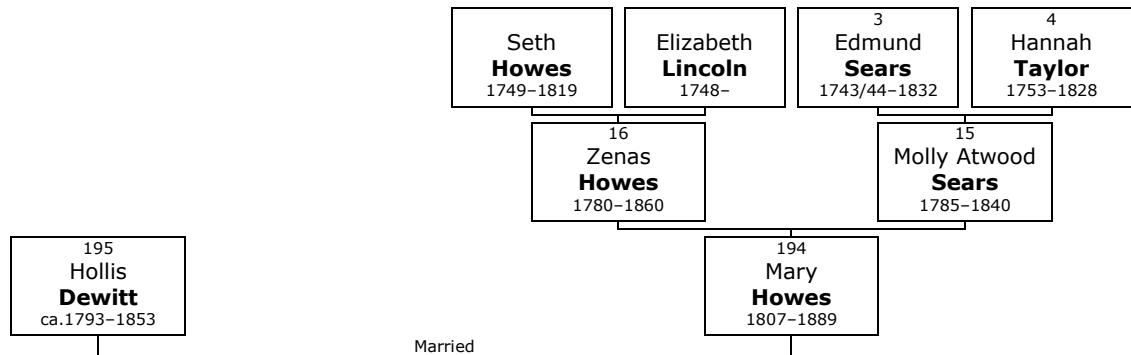 Seth
Howes
1749–1819
Elizabeth
Lincoln
1748–
3
Edmund
Sears
1743/44–1832
4
Hannah
Taylor
1753–1828
16
Zenas
Howes
1780–1860
15
Molly Atwood
Sears
1785–1840
195
Hollis
Dewitt
ca.1793–1853
194
Mary
Howes
1807–1889
Married